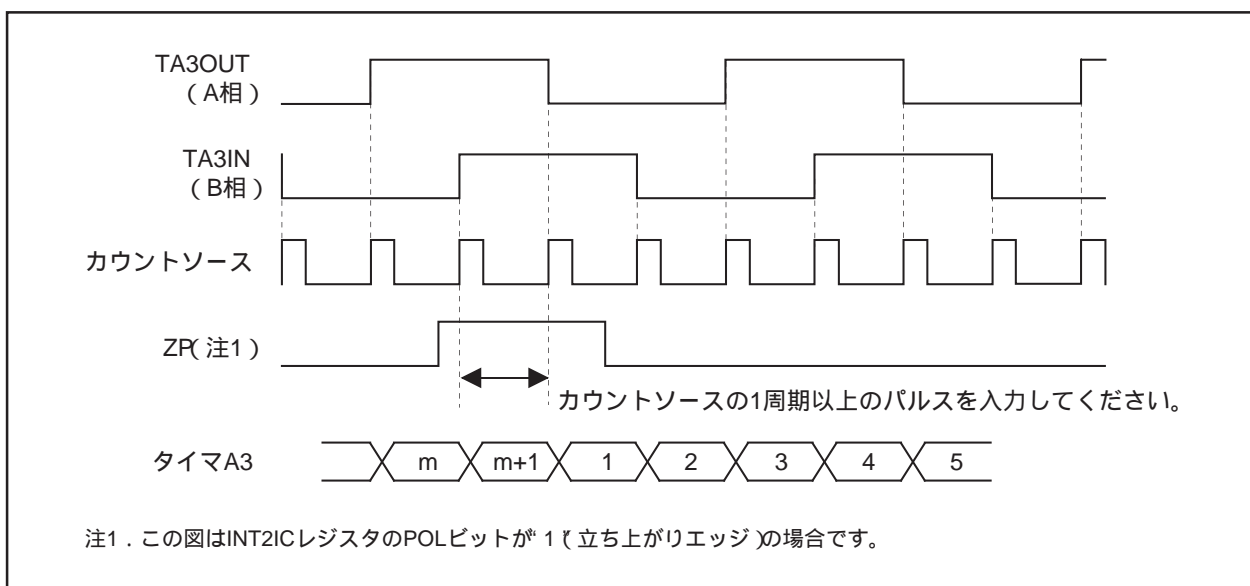 TA3OUT
( A相 )
TA3IN
( B相 )
カウントソース
ZP( 注1 )
カウントソースの1周期以上のパルスを入力してください。
タイマA3
m
m+1
1
2
3
4
5
注1 . この図はINT2ICレジスタのPOLビットが“ 1 ”( 立ち上がりエッジ )の場合です。